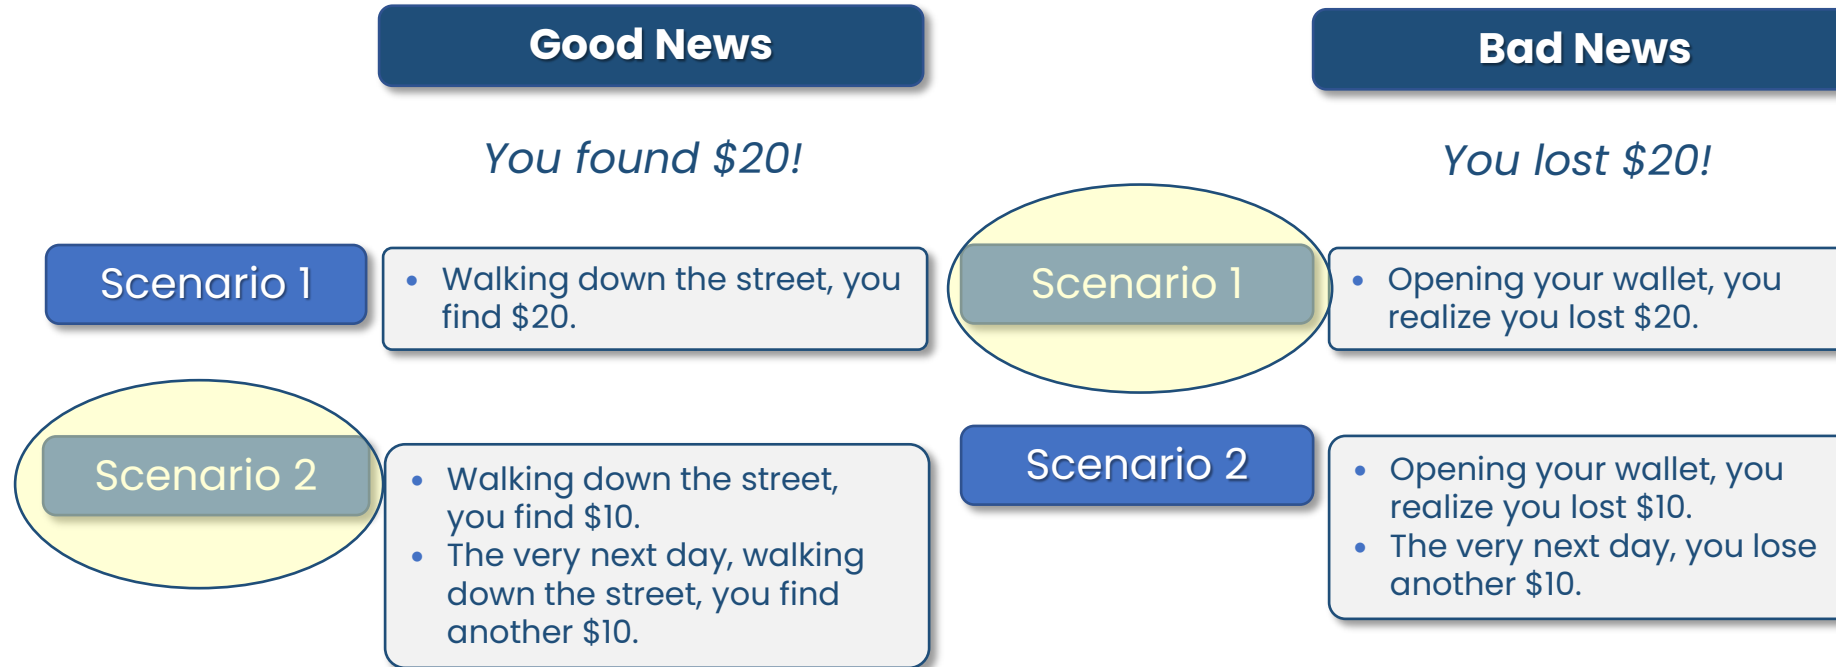 Good News
You found $20!
Scenario 1
• Walking down the street, you
find $20.
Scenario 2
• Walking down the street,
you find $10.
• The very next day, walking
down the street, you find
another $10.
Bad News
You lost $20!
Scenario 1
• Opening your wallet, you
realize you lost $20.
Scenario 2
• Opening your wallet, you
realize you lost $10.
• The very next day, you lose
another $10.